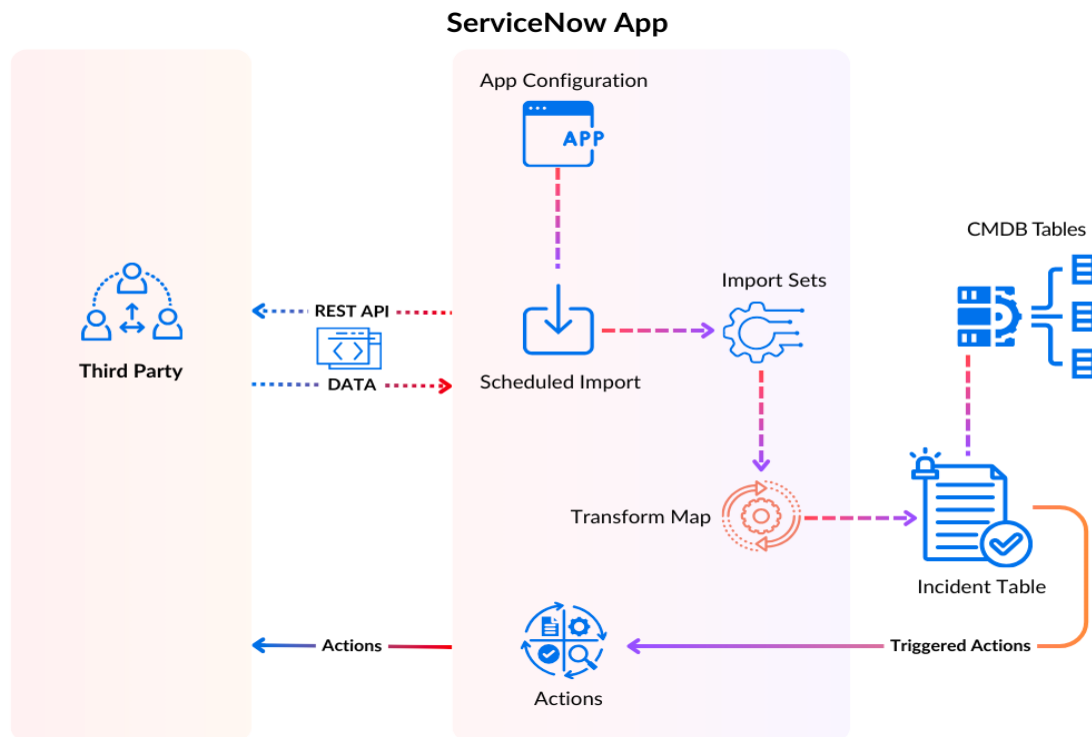 ServiceNow App
App Configuration
APP
CMDB Tables
Import Sets
REST API
Third Party
DATA
Scheduled Import
Transform Map
Incident Table
Actions
Triggered Actions
Actions